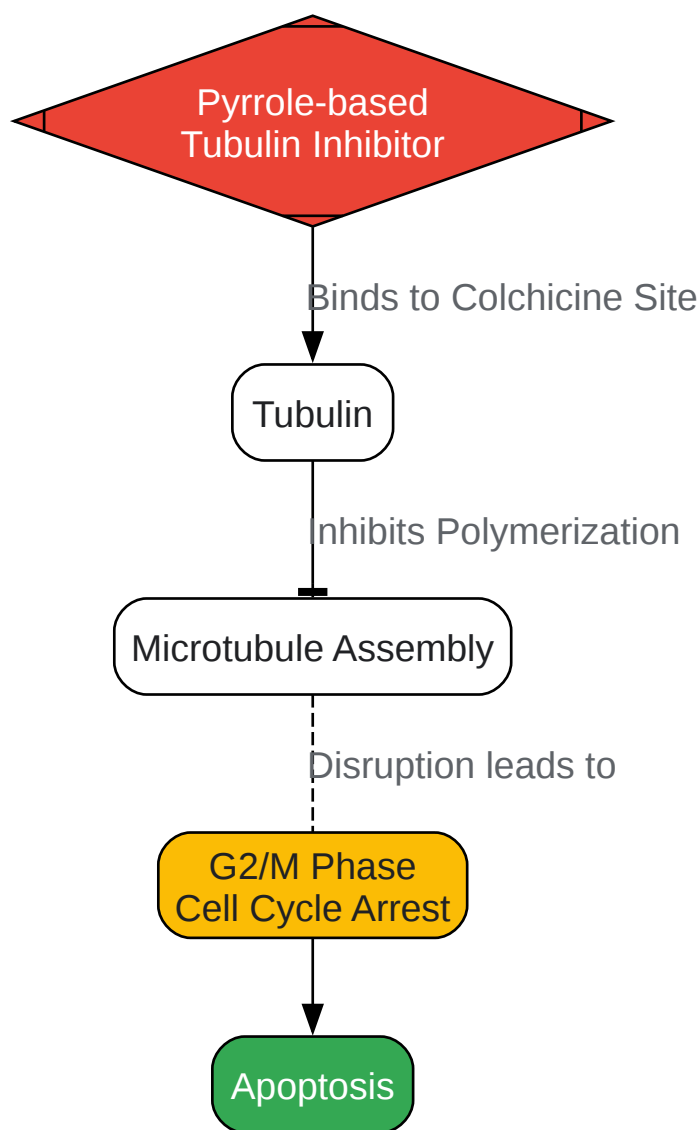 Pyrrole-based
Tubulin Inhibitor
Binds to Colchicine Site
Tubulin
Inhibits Polymerization
Microtubule Assembly
Disruption leads to
G2/M Phase
Cell Cycle Arrest
Apoptosis